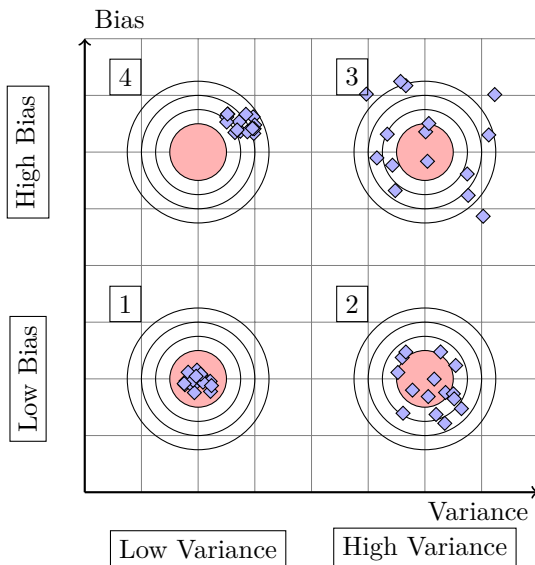 Bias
4
3
High Bias
1
2
Low Bias
Variance
Low Variance
High Variance